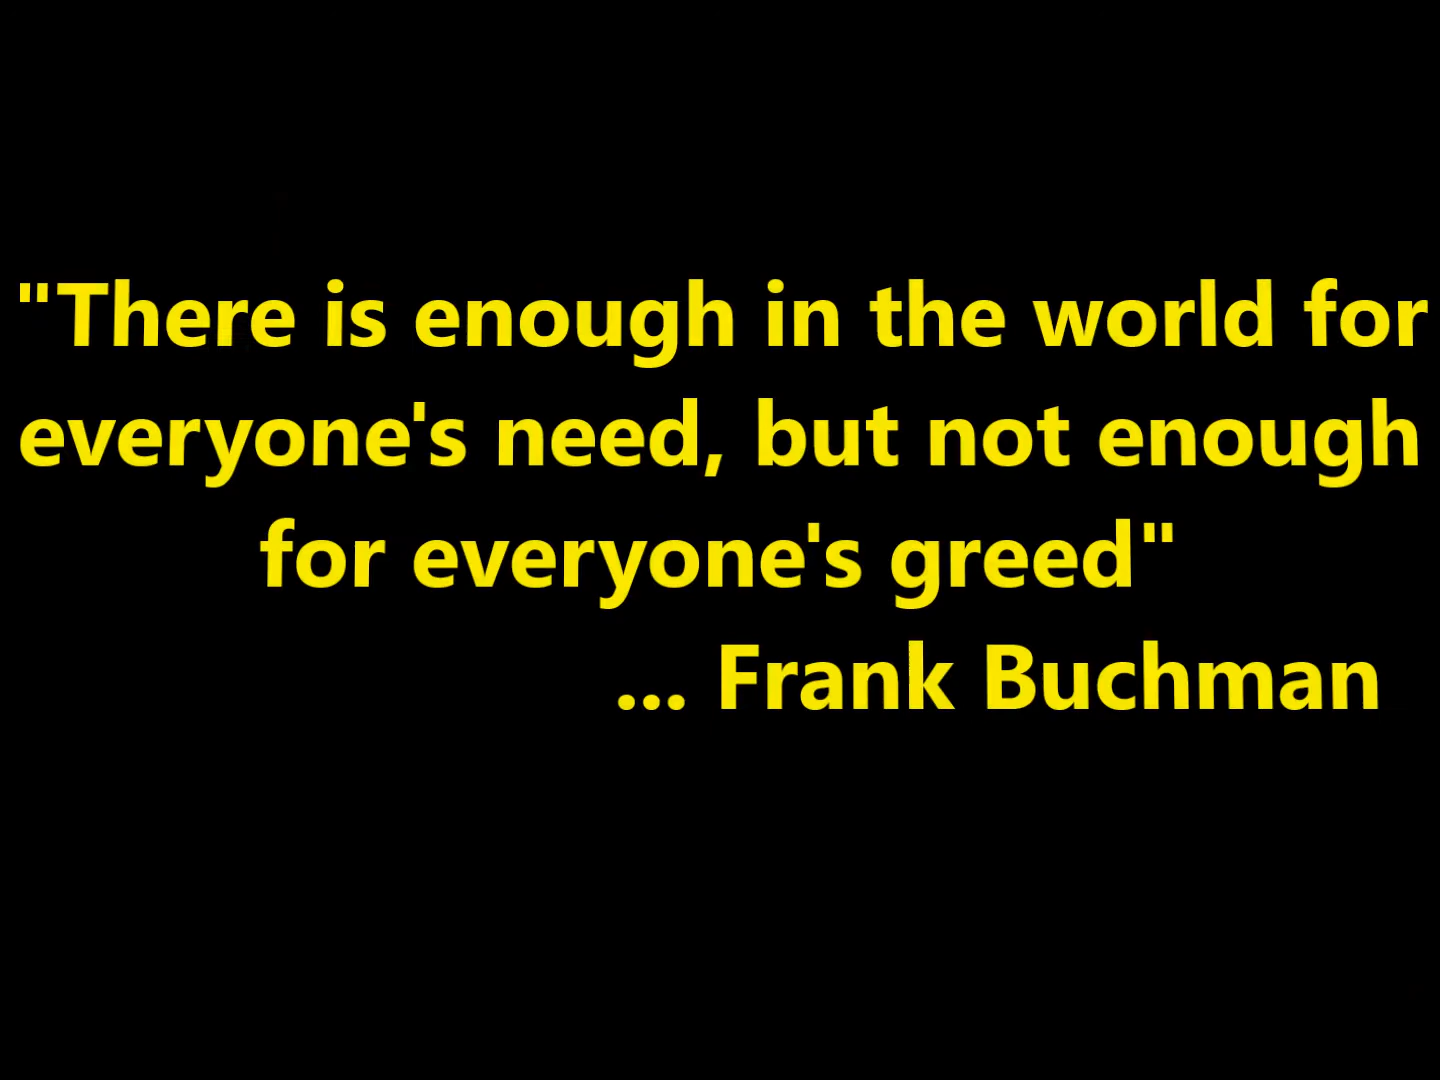 "There is enough in the world for
everyone's need, but not enough
for everyone's greed"
... Frank Buchman